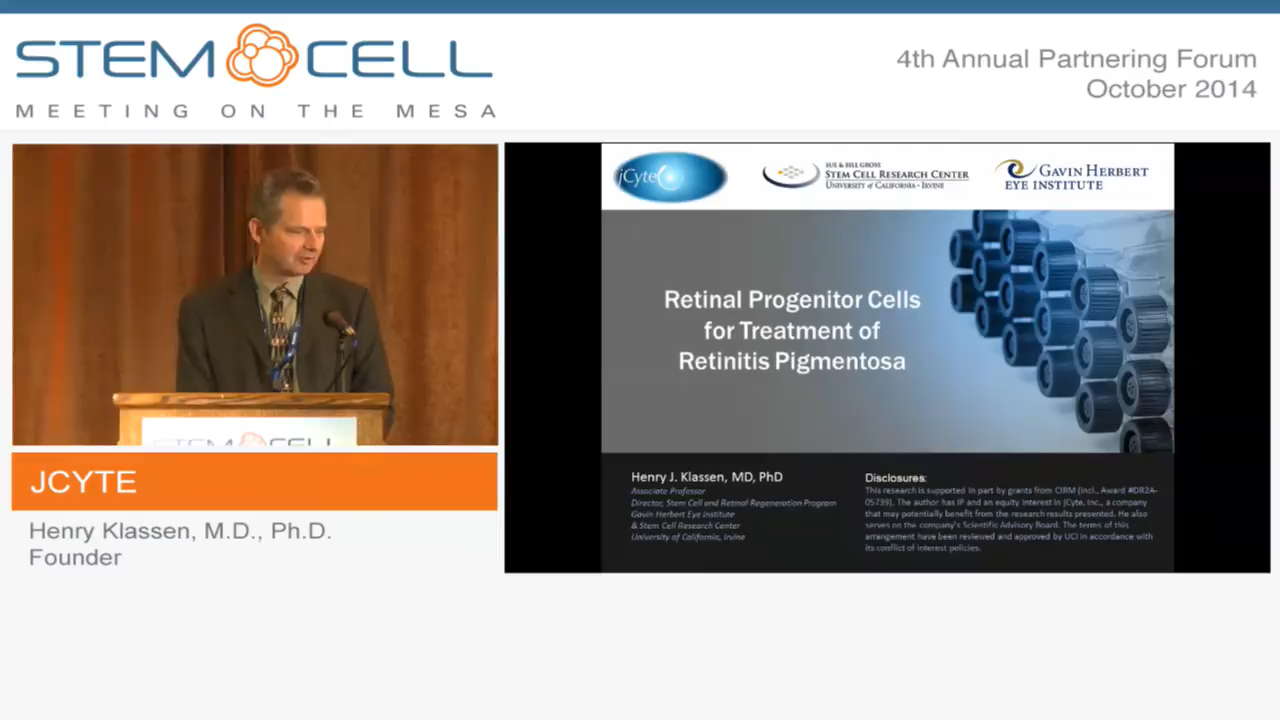 STEM CELL
MEETING ON THE MESA
4th Annual Partnering Forum
October 2014
STEM CELL
JCYTE
Henry Klassen, M.D., Ph.D.
Founder
jCyte
SUE & BILL GROSS
STEM CELL RESEARCH CENTER
UNIVERSITY of CALIFORNIA • IRVINE
GAVIN HERBERT
EYE INSTITUTE
Retinal Progenitor Cells
for Treatment of
Retinitis Pigmentosa
Henry J. Klassen, MD, PhD
Associate Professor
Director, Stem Cell and Retinal Regeneration Program
Gavin Herbert Eye Institute
& Stem Cell Research Center
University of California, Irvine
Disclosures:
This research is supported in part by grants from CIRM (incl., Award #DR2A-
05739). The author has IP and an equity interest in jCyte, Inc., a company
that may potentially benefit from the research results presented. He also
serves on the company's Scientific Advisory Board. The terms of this
arrangement have been reviewed and approved by UCI in accordance with
its conflict of interest policies.